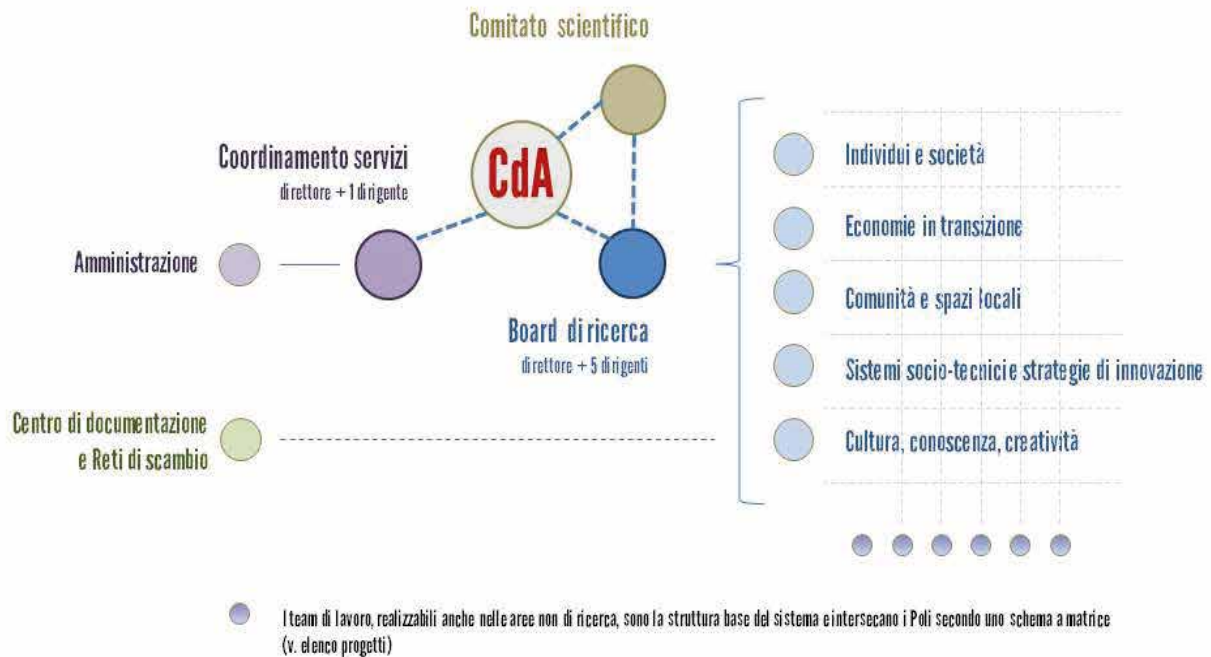 Comitato scientifico
CdA
Coordinamento servizi
direttore + 1 dirigente
Amministrazione
Board di ricerca
direttore + 5 dirigenti
Centro di documentazione
e Reti di scambio
Individui e società
Economie in transizione
Comunità e spazi locali
Sistemi socio-tecnici e strategie di innovazione
Cultura, conoscenza, creatività
I team di lavoro, realizzabili anche nelle aree non di ricerca, sono la struttura base del sistema e intersecano i Poli secondo uno schema a matrice
(v. elenco progetti)